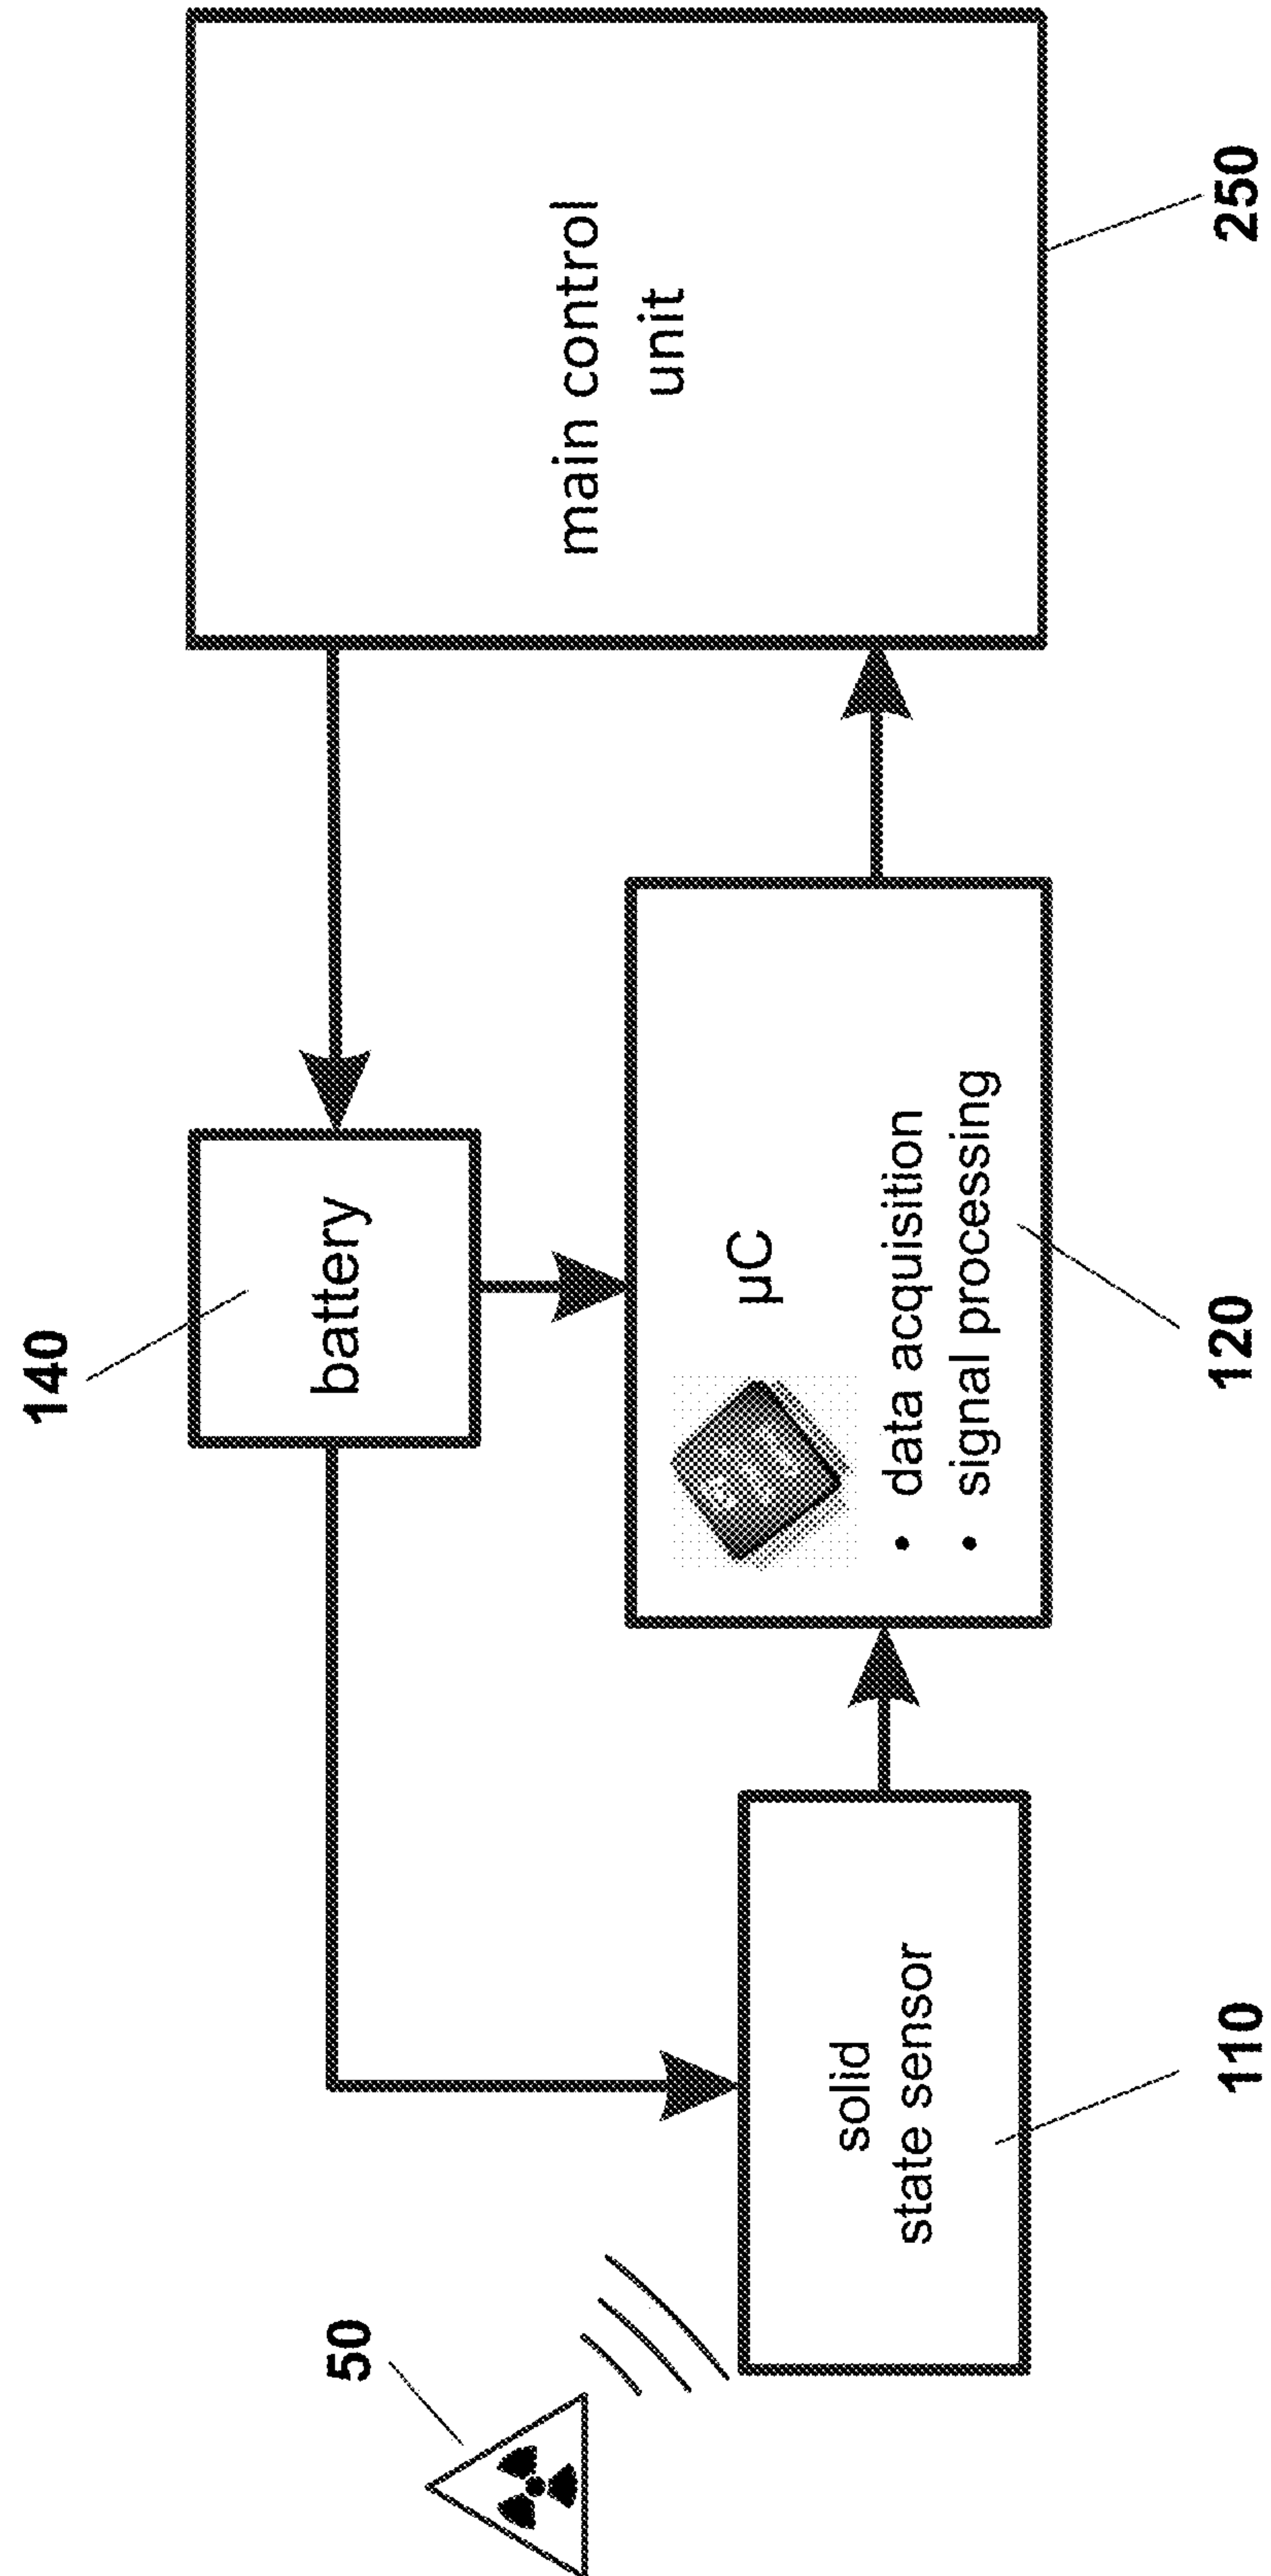 50
140
battery
solid
state sensor
110
µC
• data acquisition
• signal processing
120
main control
unit
250